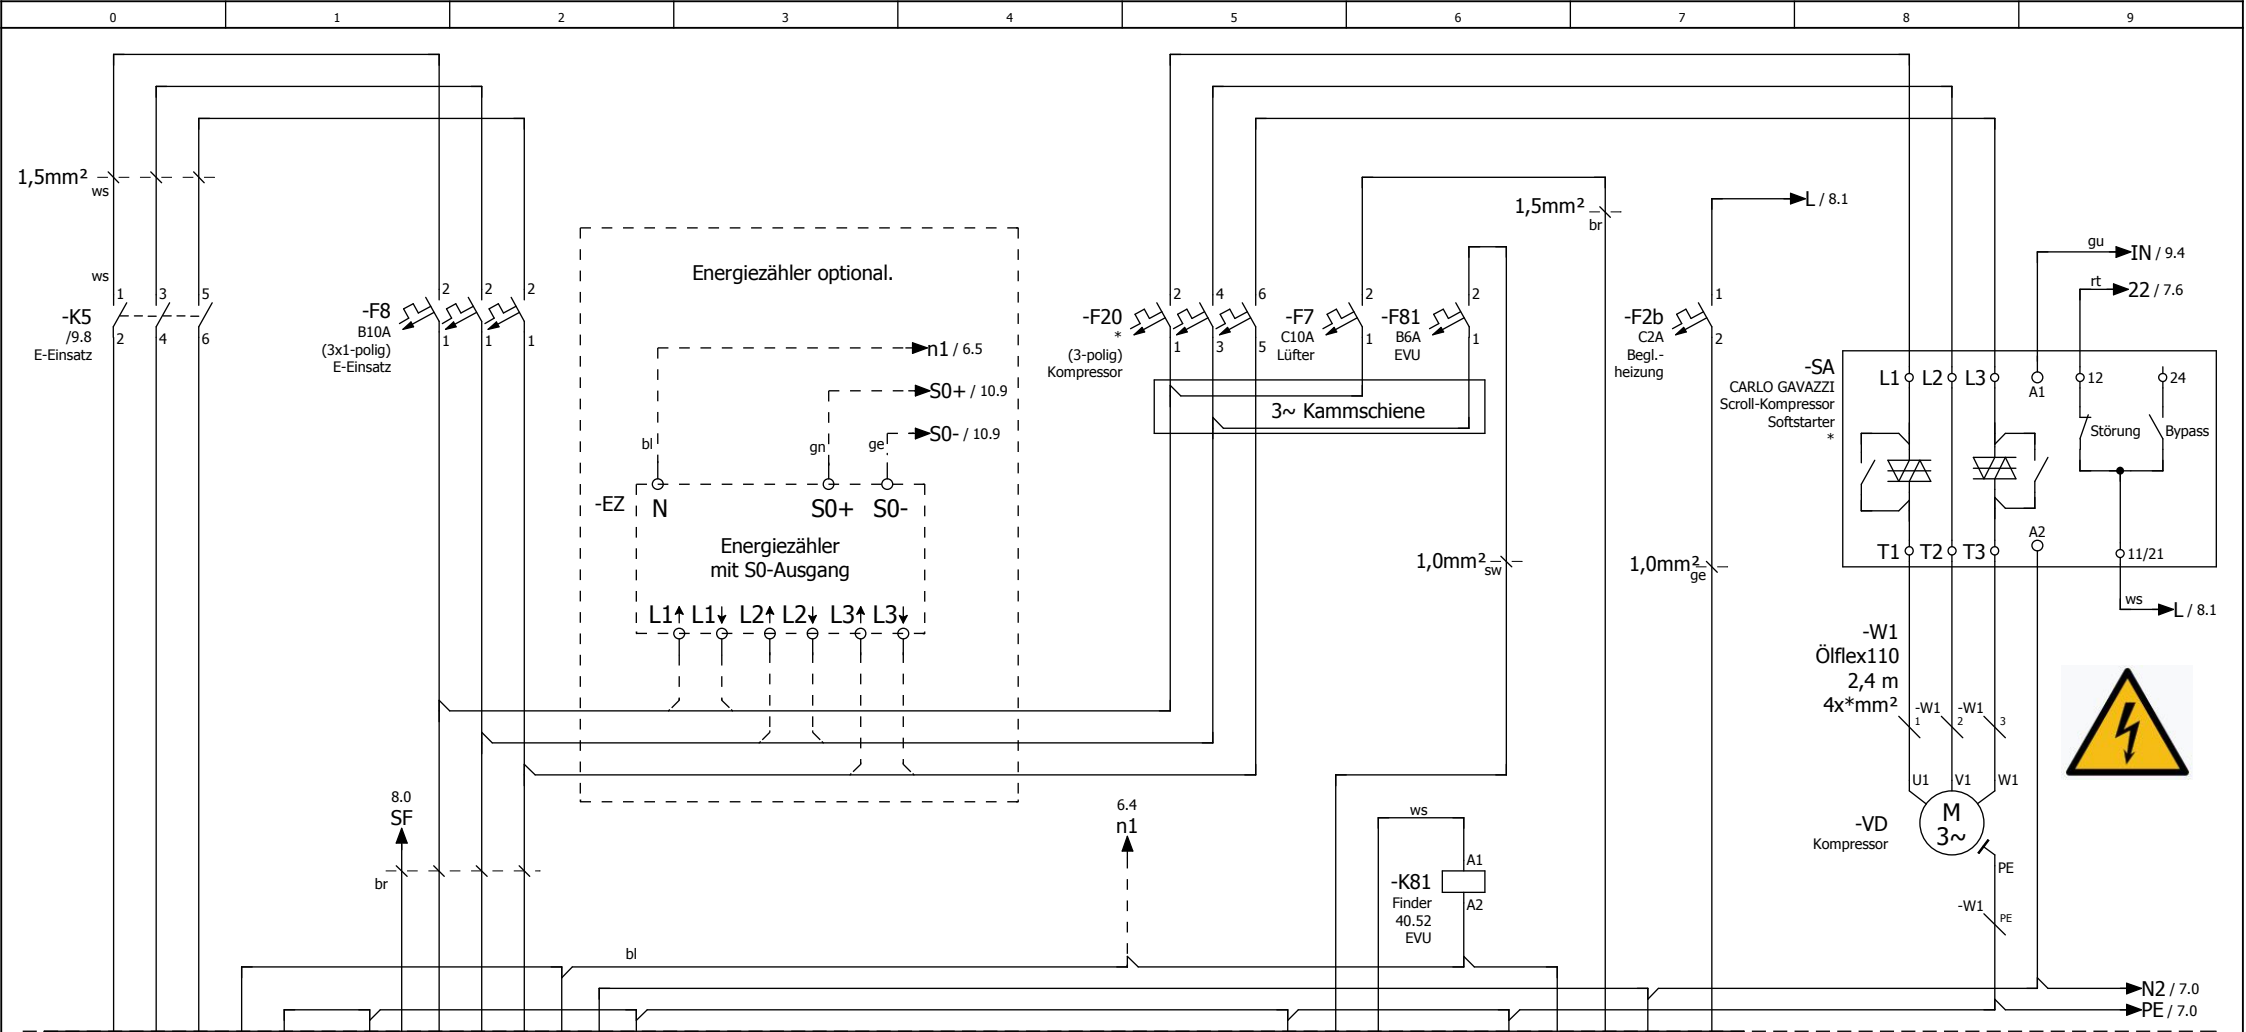 0 1 2 3 4 5 6 7 8 9
1,5mm²
ws
ws
-K5
/9.8
E-Einsatz
1 3 5
2 4 6
-F8
B10A
(3x1-polig)
E-Einsatz
2 2 2
1 1 1
Energiezähler optional.
n1 / 6.5
S0+ / 10.9
S0- / 10.9
bl
gn
ge
-EZ
N S0+ S0-
Energiezähler
mit S0-Ausgang
L1 L1 L2 L2 L3 L3
-F20
*
(3-polig)
Kompressor
2 4 6
1 3 5
-F7
C10A
Lüfter
2
1
-F81
B6A
EVU
2
1
3~ Kammschiene
1,5mm²
br
L / 8.1
-F2b
C2A
Begl.-
heizung
1
2
1,0mm²
sw
1,0mm²
ge
gu
IN / 9.4
rt
22 / 7.6
-SA
CARLO GAVAZZI
Scroll-Kompressor
Softstarter
*
L1 L2 L3
A1
12
24
Störung
Bypass
T1 T2 T3
A2
11/21
ws
L / 8.1
-W1
Ölflex110
2,4 m
4x*mm²
-W1 -W1
1 2 3
U1 V1 W1
M
3~
-VD
Kompressor
PE
-W1
PE
8.0
SF
br
bl
6.4
n1
ws
-K81
Finder
40.52
EVU
A1
A2
N2 / 7.0
PE / 7.0